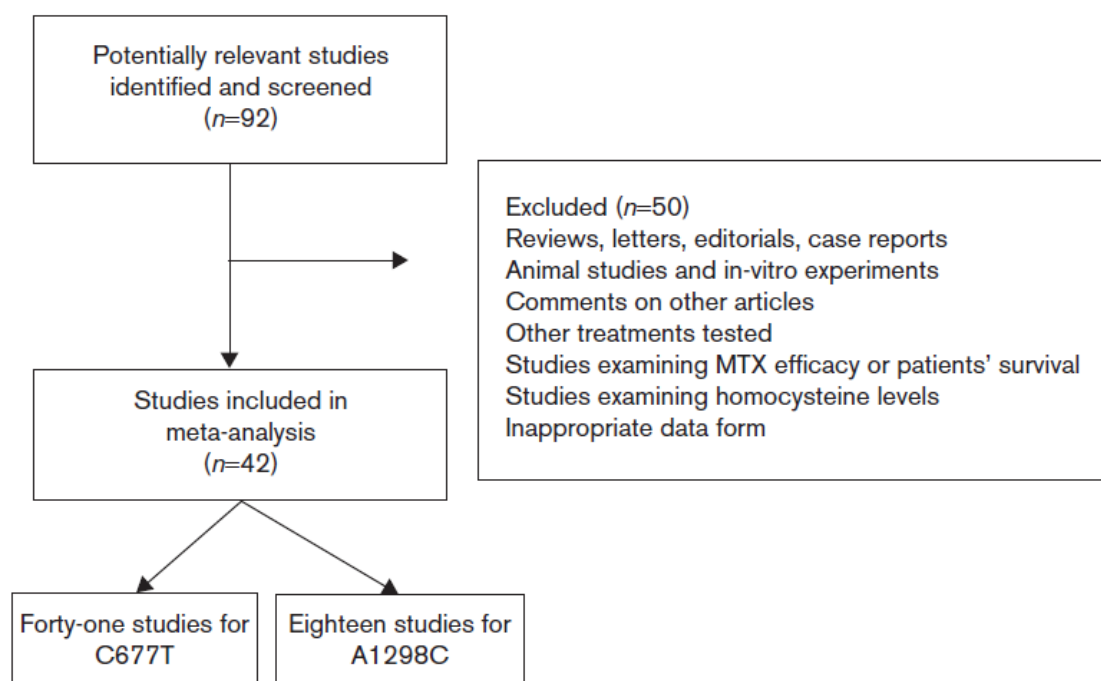 Potentially relevant studies
identified and screened
(n=92)
Excluded (n=50)
Reviews, letters, editorials, case reports
Animal studies and in-vitro experiments
Comments on other articles
Other treatments tested
Studies examining MTX efficacy or patients’ survival
Studies examining homocysteine levels
Inappropriate data form
Studies included in
meta-analysis
(n=42)
Forty-one studies for
C677T
Eighteen studies for
A1298C